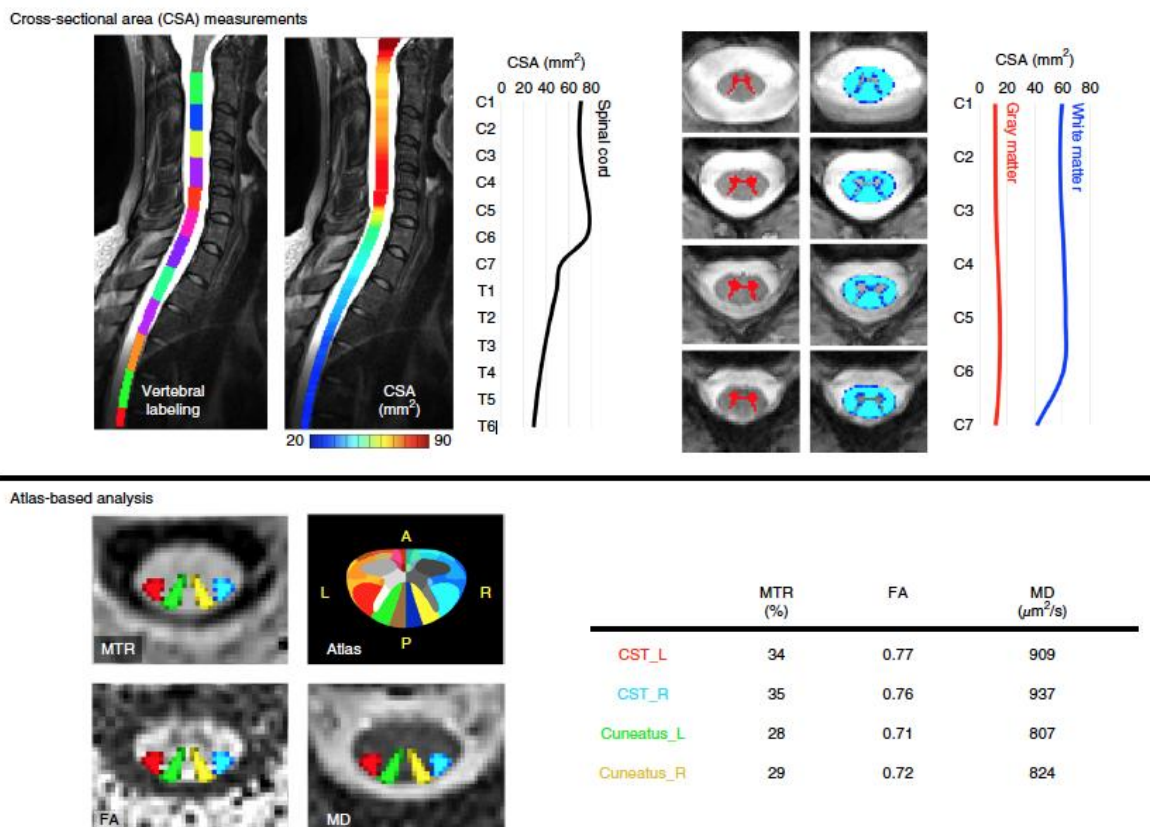 Cross-sectional area (CSA) measurements
Vertebral
labeling
CSA
(mm²)
20 90
CSA (mm²)
0 20 40 60 80
C1
C2
C3
C4
C5
C6
C7
T1
T2
T3
T4
T5
T6
Spinal cord
CSA (mm²)
0 20 40 60 80
C1
C2
C3
C4
C5
C6
C7
Gray matter
White matter
Atlas-based analysis
MTR
A
L R
P
Atlas
FA
MD
MTR FA MD
(%) (μm²/s)
CST_L 34 0.77 909
CST_R 35 0.76 937
Cuneatus_L 28 0.71 807
Cuneatus_R 29 0.72 824